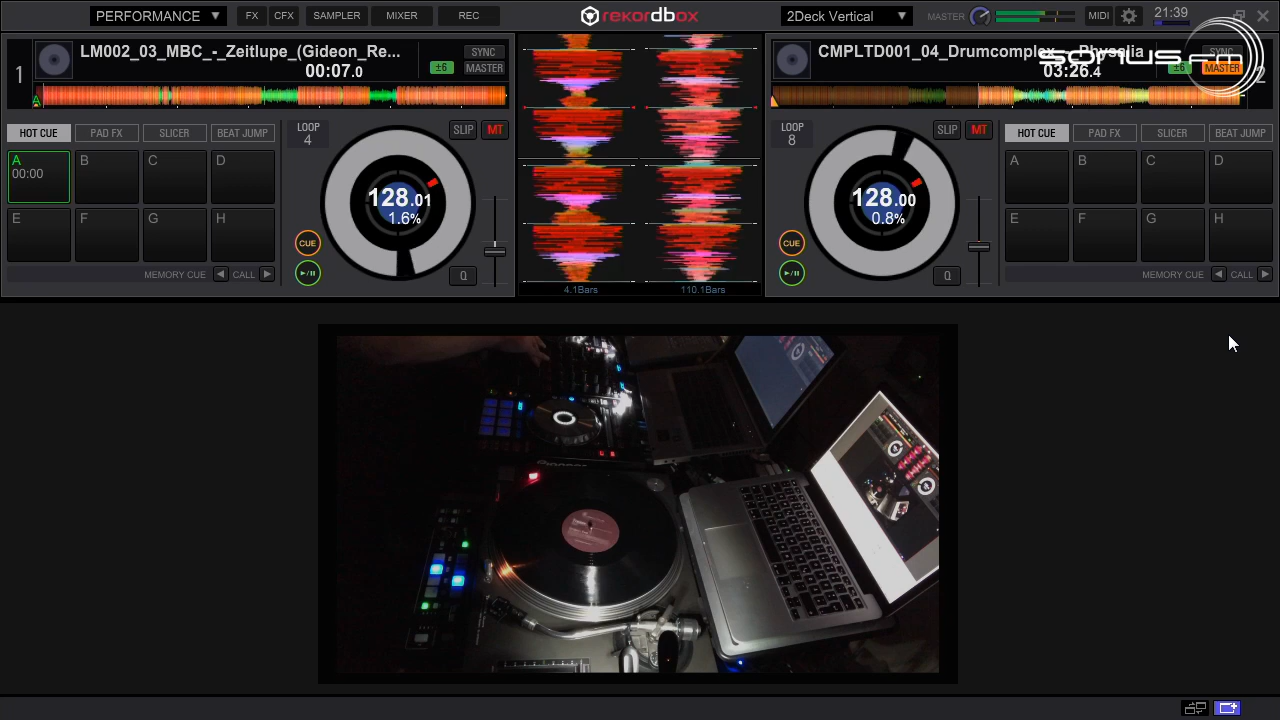 PERFORMANCE ▼ FX CFX SAMPLER MIXER REC rekordbox 2Deck Vertical ▼ MASTER MIDI 21:39
1 LM002_03_MBC_-_Zeitlupe_(Gideon_Re... SYNC
00:07.0 ±6 MASTER
A
CMPLTD001_04_Drumcomplex_-_Physalia SYNC 2
03:26.4 ±6 MASTER
SONUS FM
HOT CUE PAD FX SLICER BEAT JUMP
LOOP
4
SLIP MT
A B C D
00:00
E F G H
128.01
1.6%
CUE
►/II
Q
MEMORY CUE ◄ CALL ►
4.1Bars 110.1Bars
LOOP
8
SLIP MT
128.00
0.8%
CUE
►/II
Q
HOT CUE PAD FX SLICER BEAT JUMP
A B C D
E F G H
MEMORY CUE ◄ CALL ►